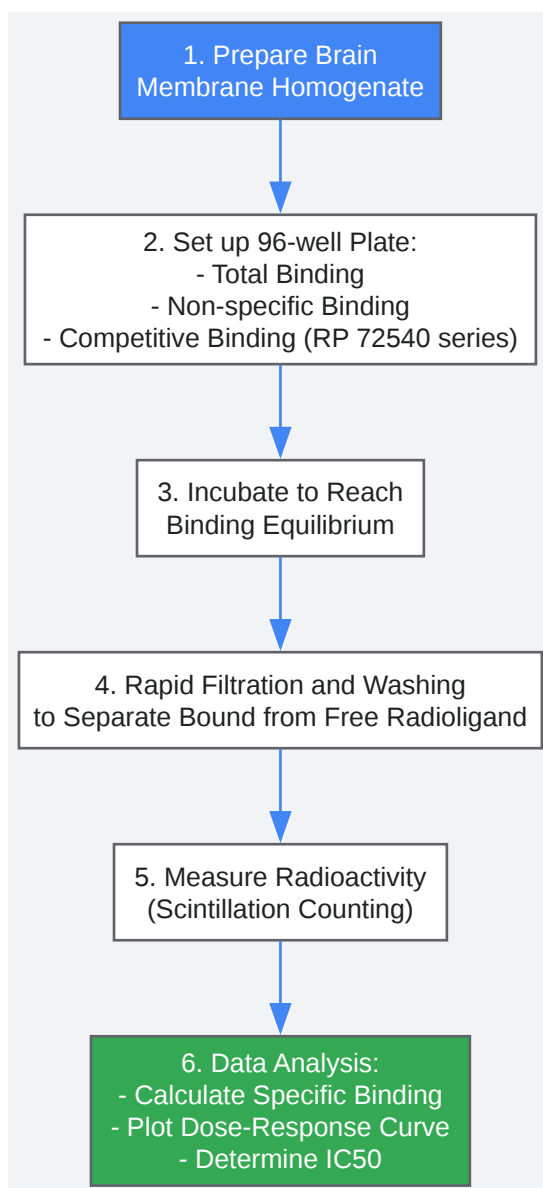 1. Prepare Brain
Membrane Homogenate
2. Set up 96-well Plate:
- Total Binding
- Non-specific Binding
- Competitive Binding (RP 72540 series)
3. Incubate to Reach
Binding Equilibrium
4. Rapid Filtration and Washing
to Separate Bound from Free Radioligand
5. Measure Radioactivity
(Scintillation Counting)
6. Data Analysis:
- Calculate Specific Binding
- Plot Dose-Response Curve
- Determine IC50